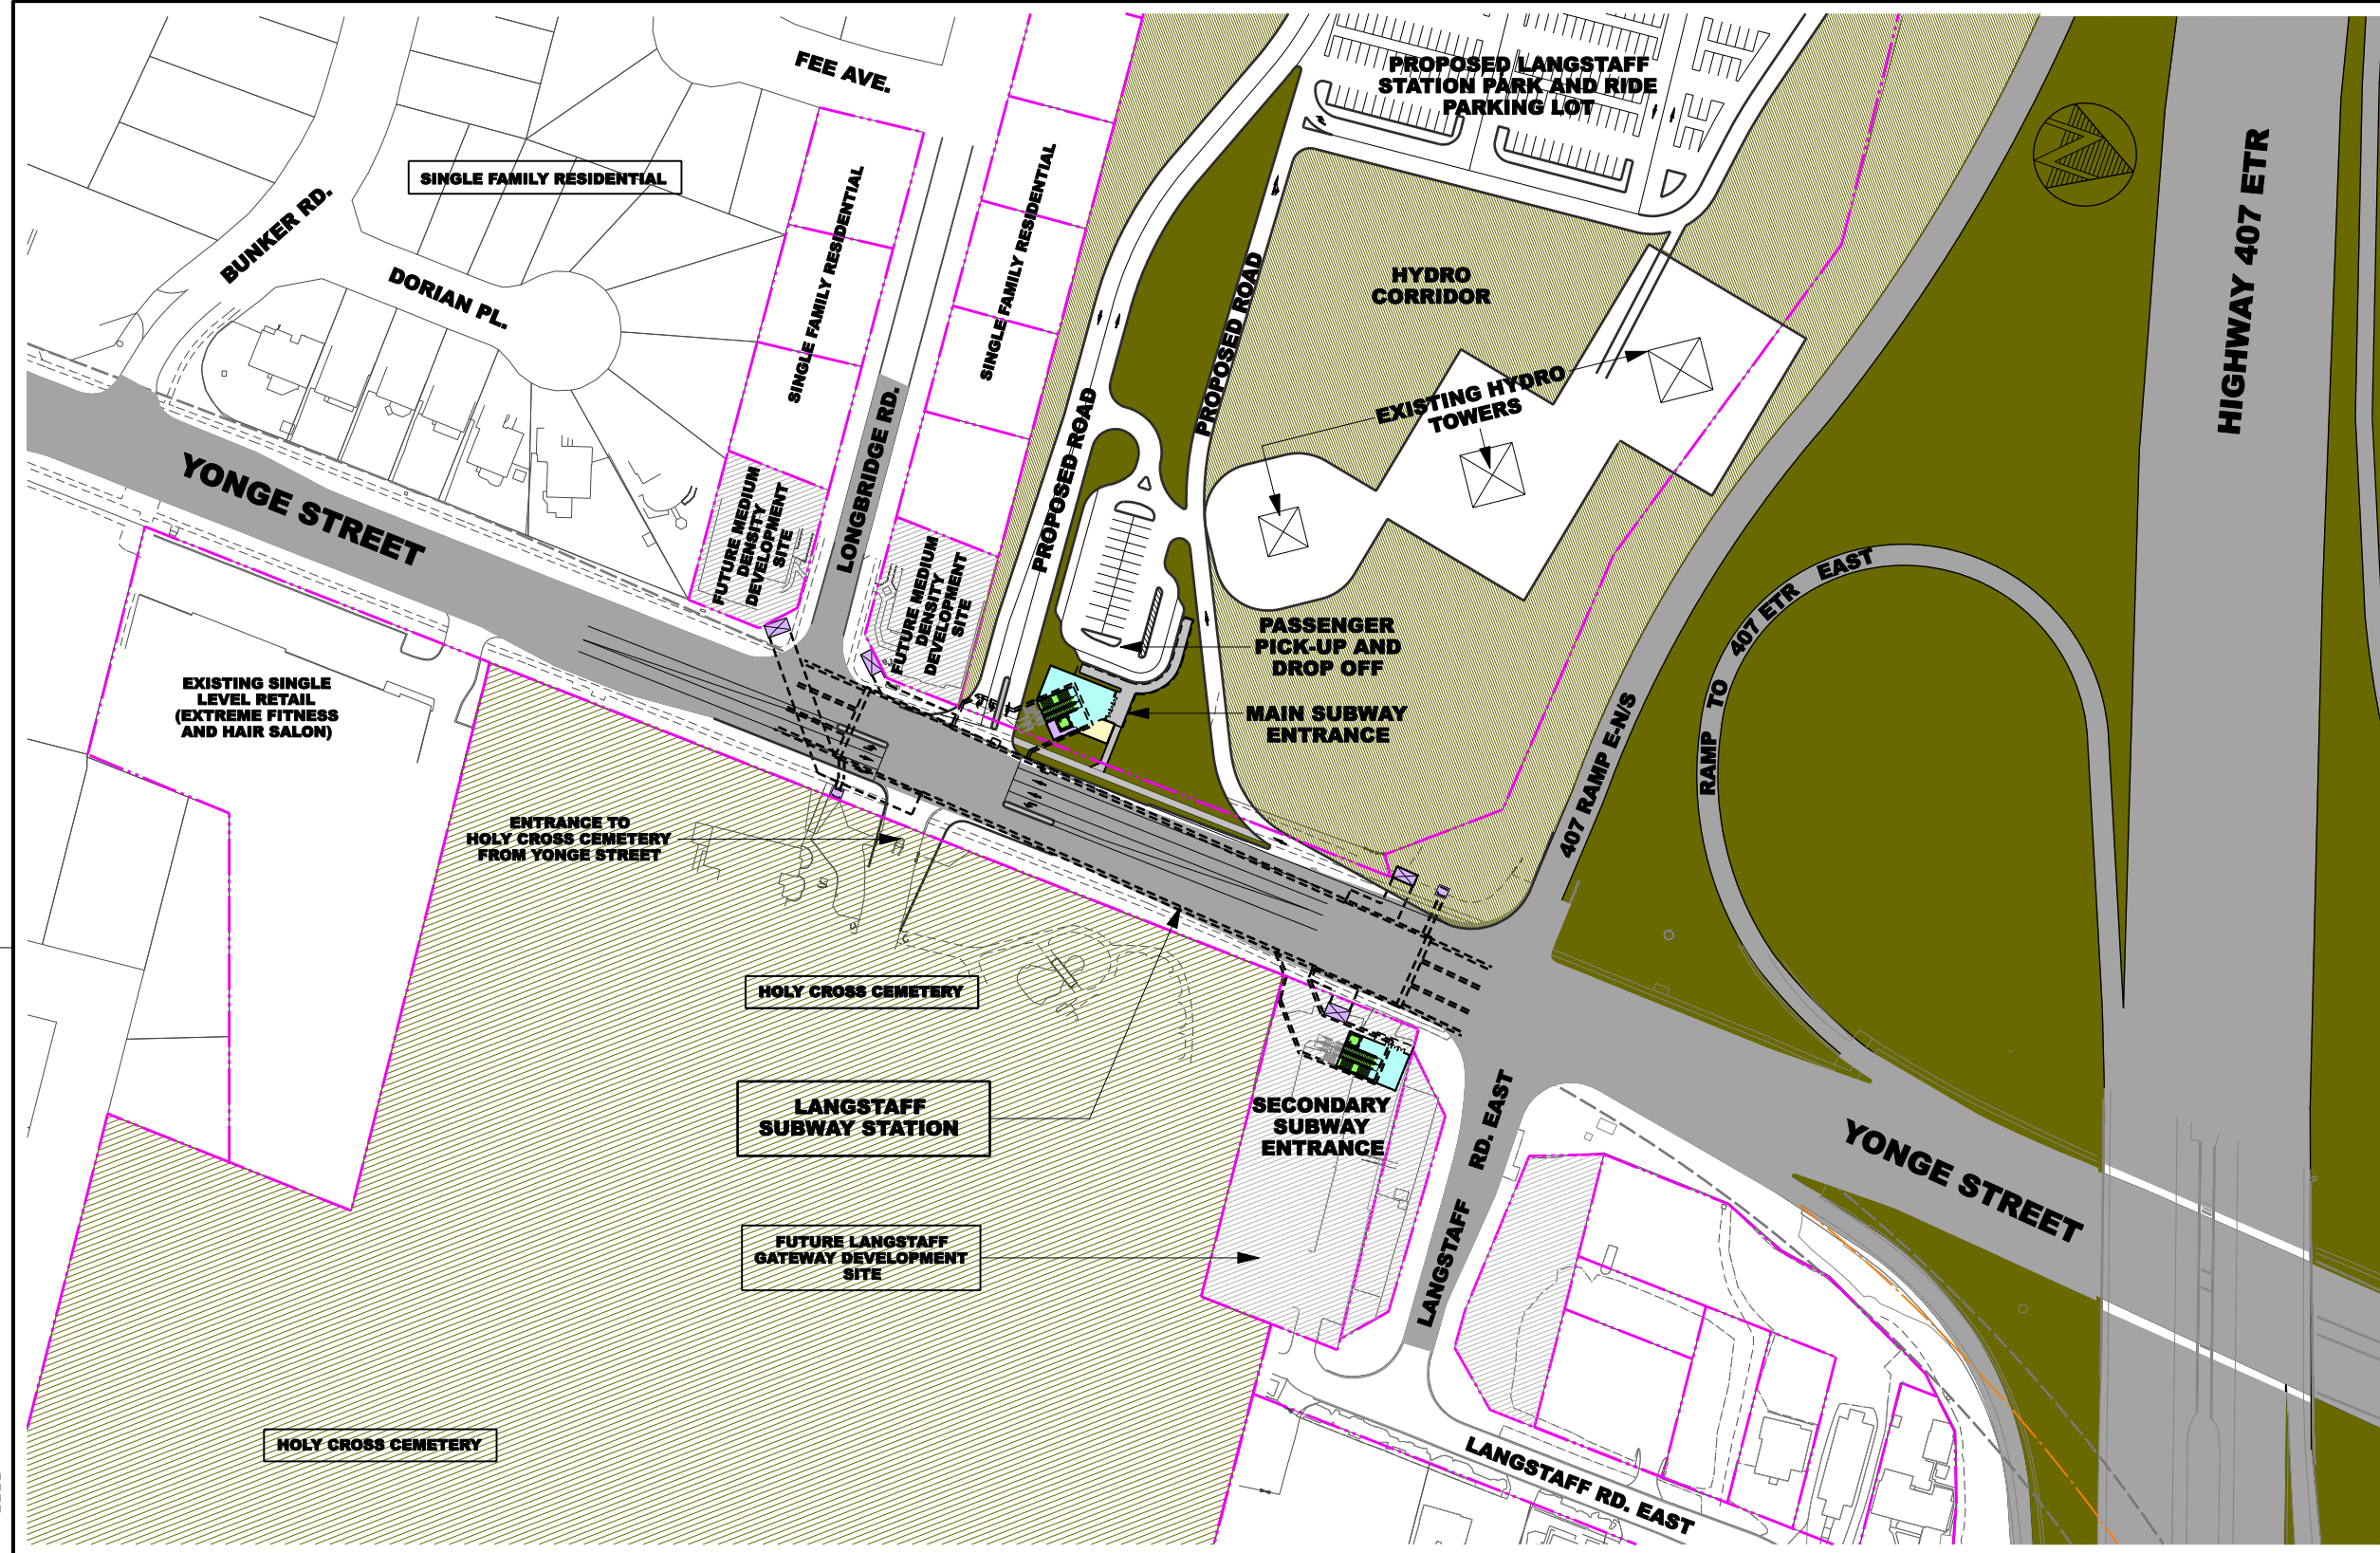 FEE AVE.
PROPOSED LANGSTAFF
STATION PARK AND RIDE
PARKING LOT
SINGLE FAMILY RESIDENTIAL
BUNKER RD.
DORIAN PL.
SINGLE FAMILY RESIDENTIAL
SINGLE FAMILY RESIDENTIAL
HIGHWAY 407 ETR
HYDRO
CORRIDOR
PROPOSED ROAD
PROPOSED ROAD
EXISTING HYDRO
TOWERS
YONGE STREET
LONGBRIDGE RD.
FUTURE MEDIUM
DENSITY
DEVELOPMENT
SITE
FUTURE MEDIUM
DENSITY
DEVELOPMENT
SITE
RAMP TO 407 ETR EAST
PASSENGER
PICK-UP AND
DROP OFF
MAIN SUBWAY
ENTRANCE
EXISTING SINGLE
LEVEL RETAIL
(EXTREME FITNESS
AND HAIR SALON)
407 RAMP E-N/S
ENTRANCE TO
HOLY CROSS CEMETERY
FROM YONGE STREET
HOLY CROSS CEMETERY
LANGSTAFF
SUBWAY STATION
SECONDARY
SUBWAY
ENTRANCE
LANGSTAFF RD. EAST
YONGE STREET
FUTURE LANGSTAFF
GATEWAY DEVELOPMENT
SITE
HOLY CROSS CEMETERY
LANGSTAFF RD. EAST